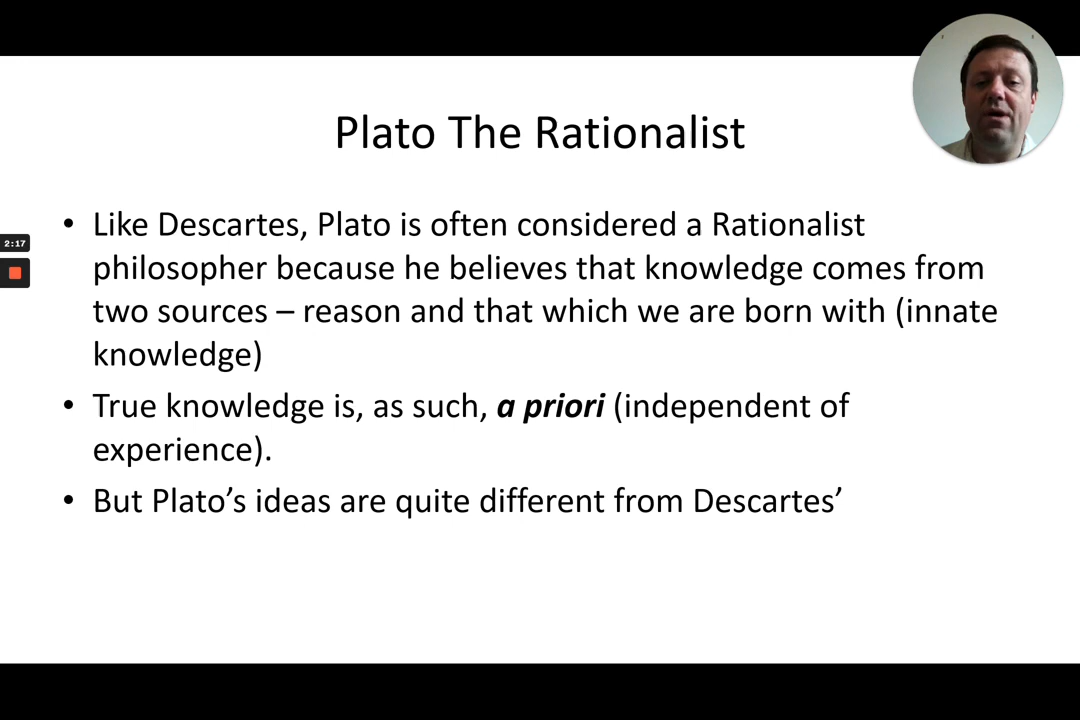 Plato The Rationalist
• Like Descartes, Plato is often considered a Rationalist
philosopher because he believes that knowledge comes from
two sources – reason and that which we are born with (innate
knowledge)
2:17
• True knowledge is, as such, a priori (independent of
experience).
• But Plato’s ideas are quite different from Descartes’